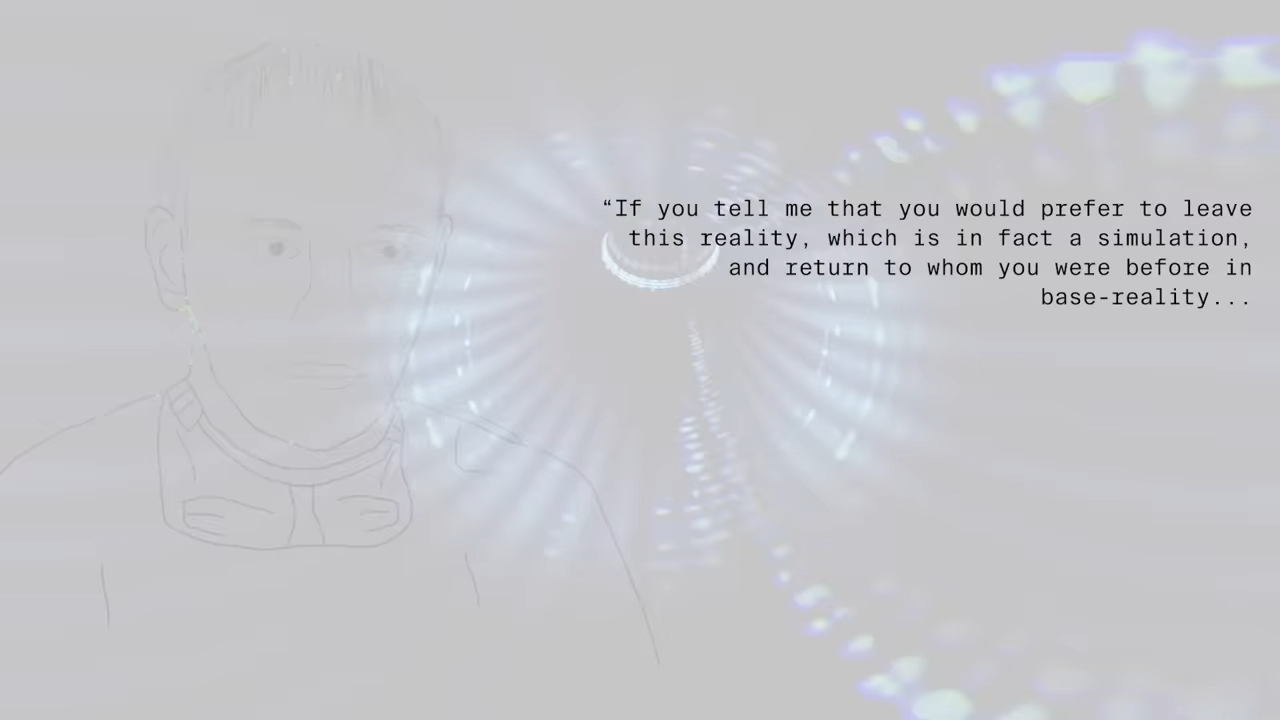 “If you tell me that you would prefer to leave
this reality, which is in fact a simulation,
and return to whom you were before in
base-reality...